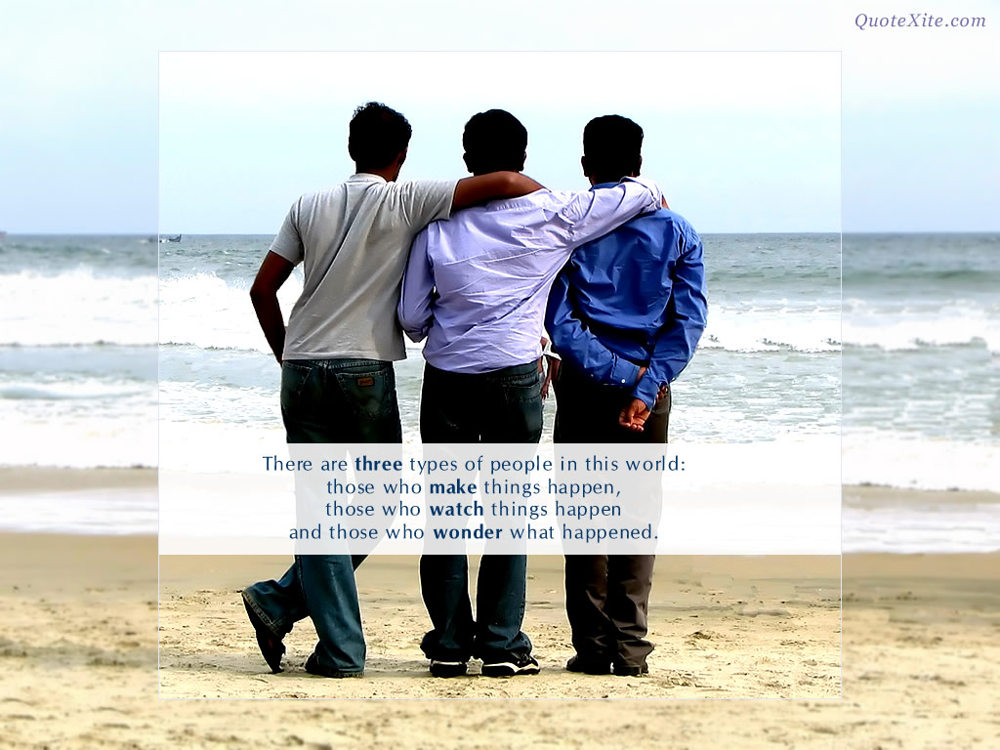 QuoteXite.com
There are three types of people in this world:
those who make things happen,
those who watch things happen
and those who wonder what happened.